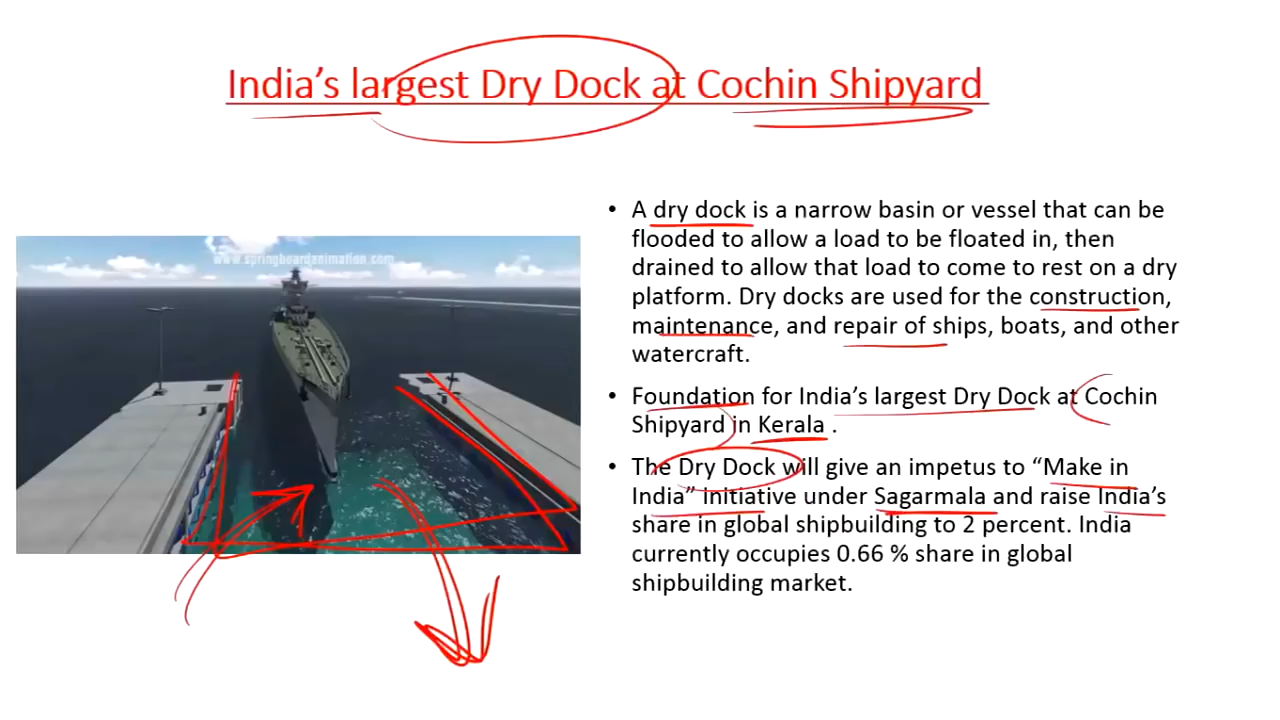 India's largest Dry Dock at Cochin Shipyard
www.springboardanimation.com
• A dry dock is a narrow basin or vessel that can be
flooded to allow a load to be floated in, then
drained to allow that load to come to rest on a dry
platform. Dry docks are used for the construction,
maintenance, and repair of ships, boats, and other
watercraft.
• Foundation for India's largest Dry Dock at Cochin
Shipyard in Kerala .
• The Dry Dock will give an impetus to “Make in
India” Initiative under Sagarmala and raise India's
share in global shipbuilding to 2 percent. India
currently occupies 0.66 % share in global
shipbuilding market.